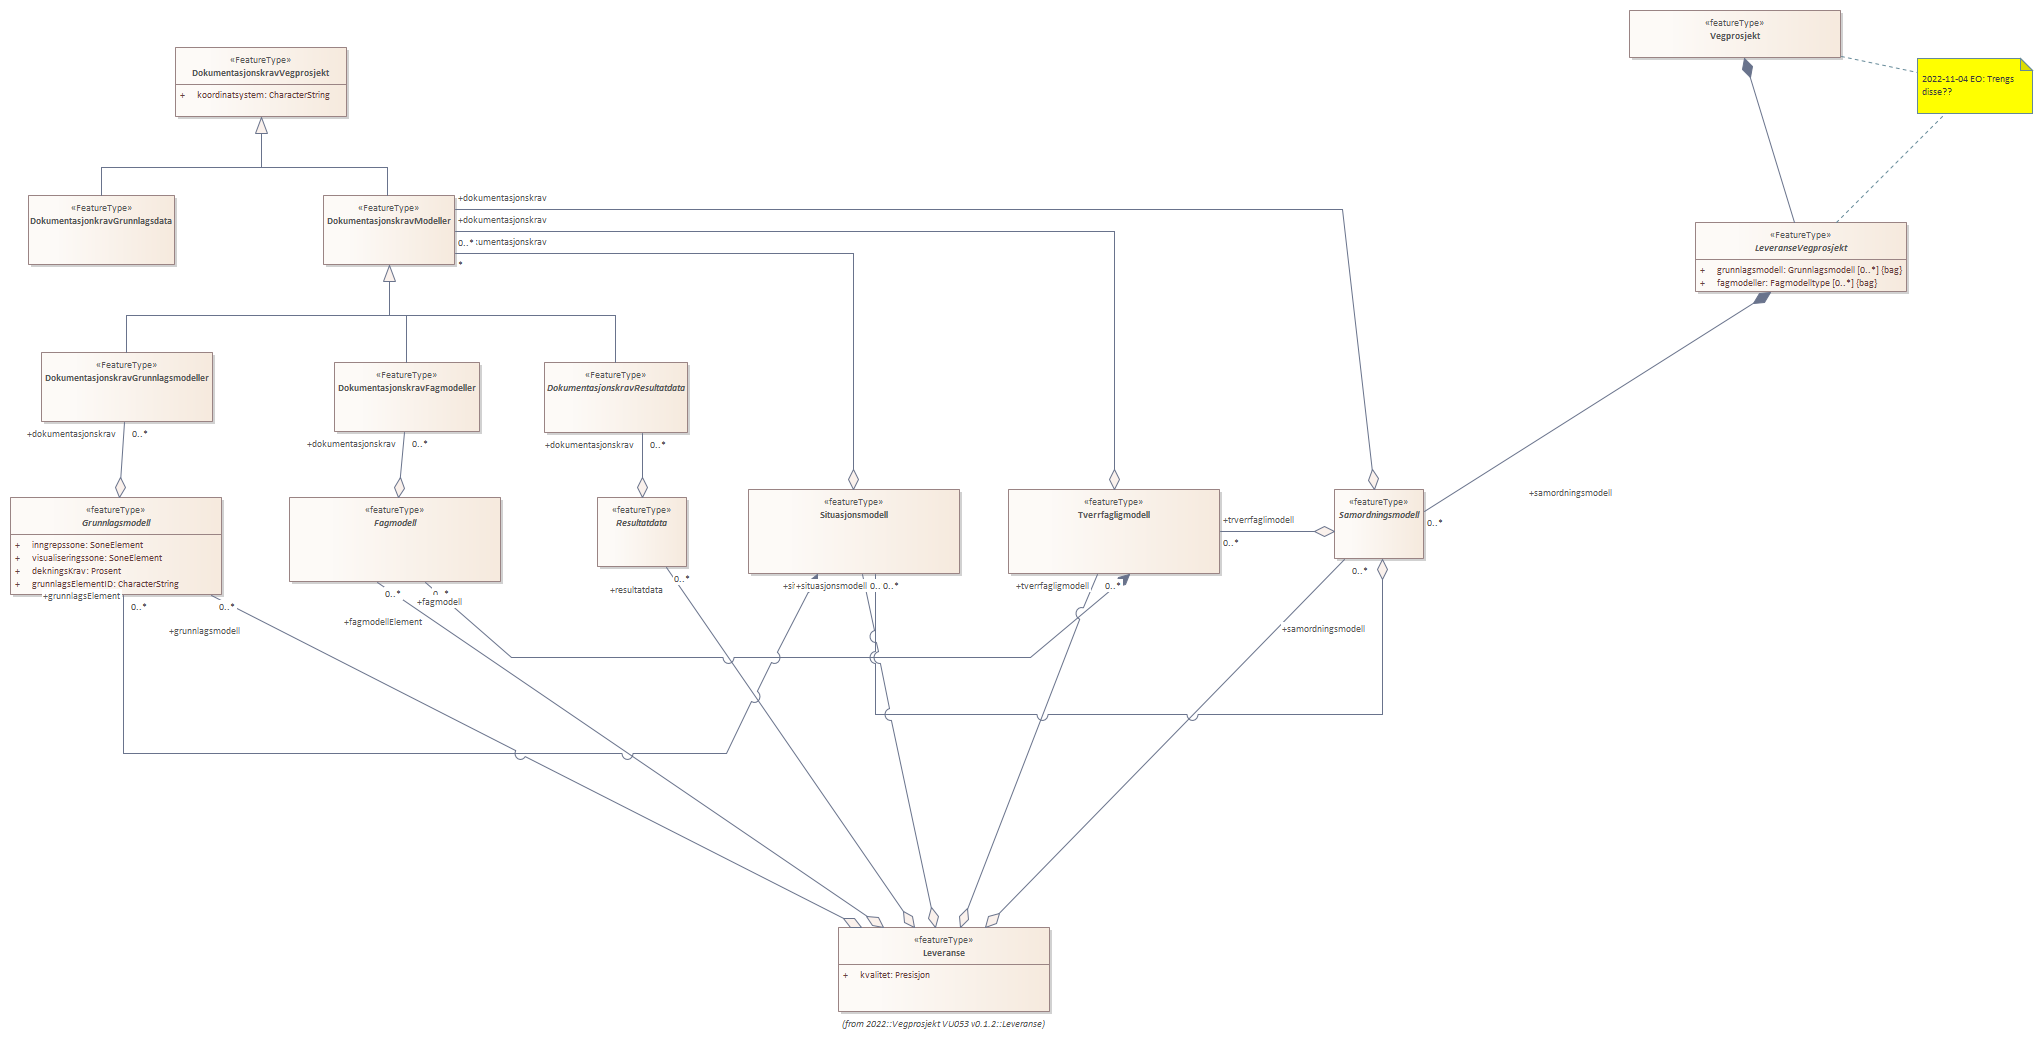 «featureType»
Vegprosjekt
«FeatureType»
DokumentasjonskravVegprosjekt
+ koordinatsystem: CharacterString
2022-11-04 EO: Trengs
disse??
«FeatureType»
DokumentasjonkravGrunnlagsdata
«FeatureType»
DokumentasjonskravModeller
+dokumentasjonskrav
+dokumentasjonskrav
0..*
:umentasjonskrav
*
«FeatureType»
LeveranseVegprosjekt
+ grunnlagsmodell: Grunnlagsmodell [0..*] {bag}
+ fagmodeller: Fagmodelltype [0..*] {bag}
«FeatureType»
DokumentasjonskravGrunnlagsmodeller
«FeatureType»
DokumentasjonskravFagmodeller
«FeatureType»
DokumentasjonskravResultatdata
+dokumentasjonskrav
0..*
+dokumentasjonskrav
0..*
+dokumentasjonskrav
0..*
«featureType»
Grunnlagsmodell
+ inngrepssone: SoneElement
+ visualiseringssone: SoneElement
+ dekningsKrav: Prosent
+ grunnlagsElementID: CharacterString
«featureType»
Fagmodell
«featureType»
Resultatdata
«featureType»
Situasjonsmodell
«featureType»
Tverrfagligmodell
+trverrfaglimodell
0..*
«featureType»
Samordningsmodell
+samordningsmodell
0..*
+grunnlagsElement
0..*
0..*
+grunnlagsmodell
0..*
0..*
+fagmodell
+fagmodellElement
0..*
+resultatdata
+si
+situasjonsmodell
0..
0..*
+tverrfagligmodell
0..*
0..*
+samordningsmodell
«featureType»
Leveranse
+ kvalitet: Presisjon
(from 2022::Vegprosjekt VU053 v0.1.2::Leveranse)